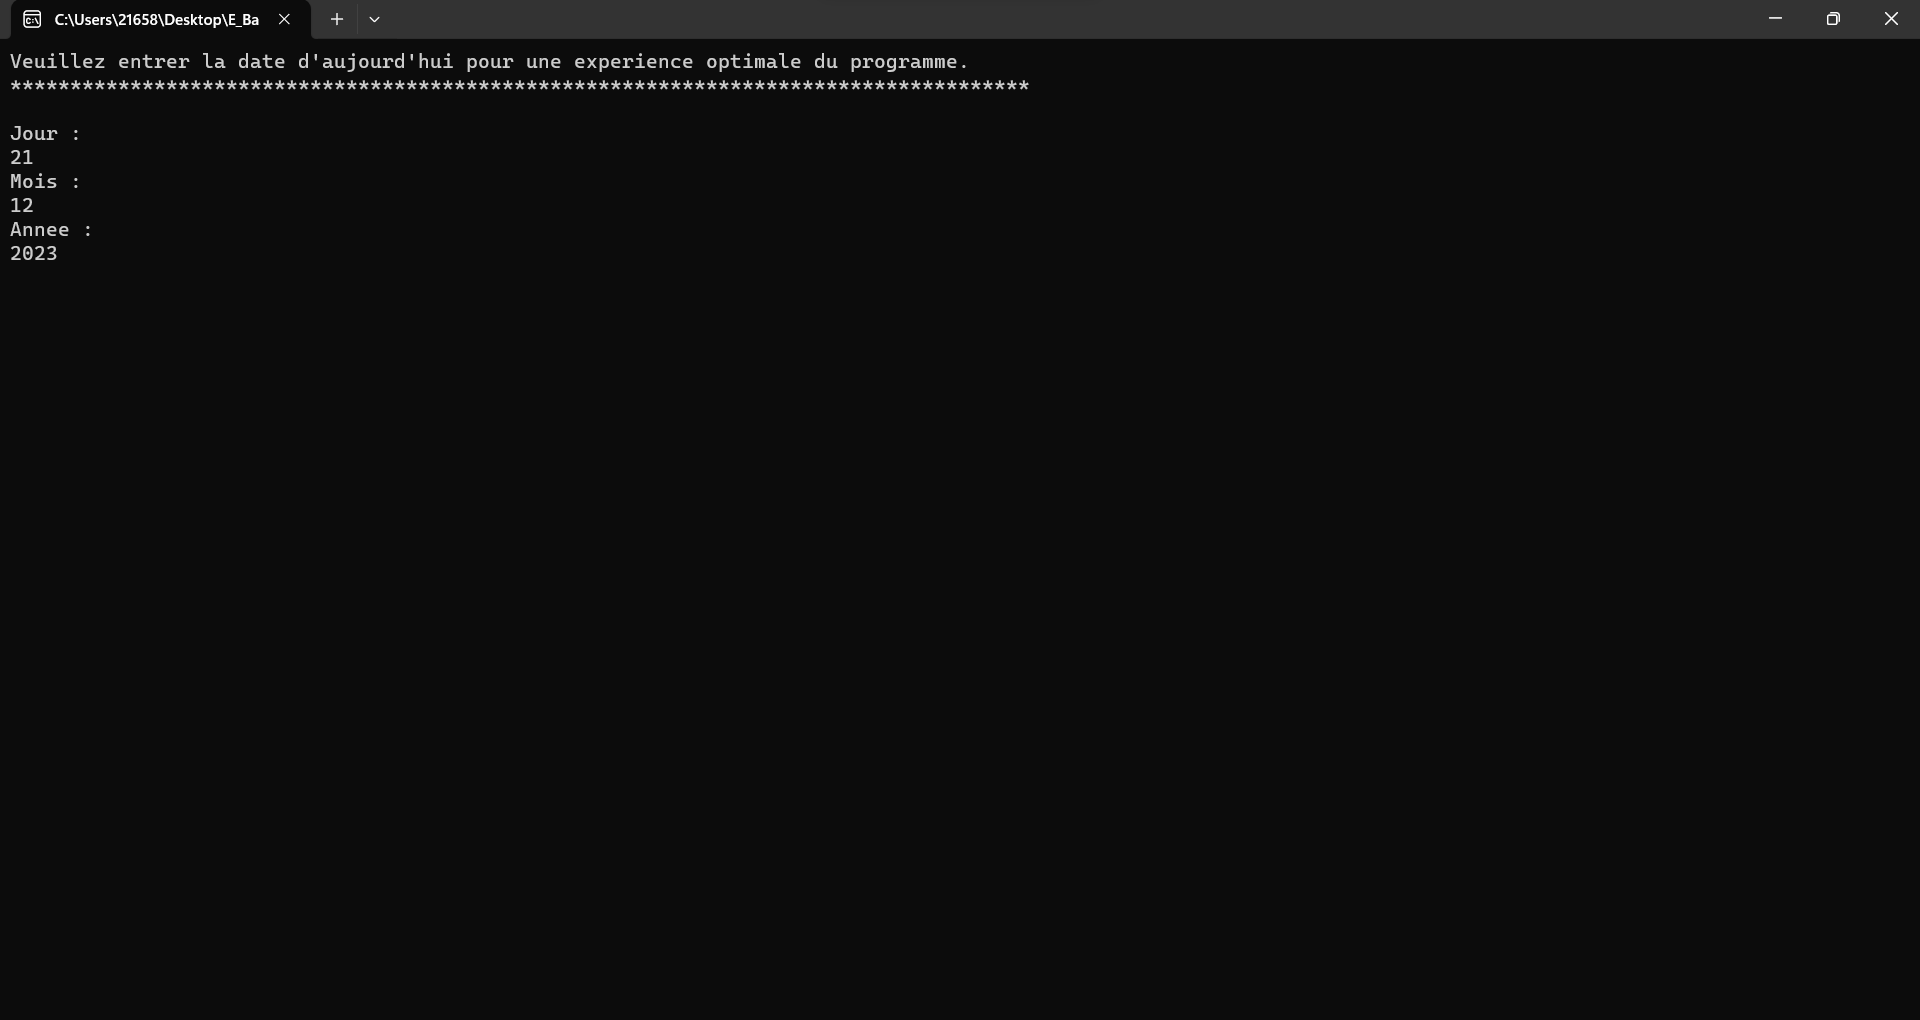 C:\Users\21658\Desktop\E_Ba
Veuillez entrer la date d'aujourd'hui pour une experience optimale du programme.
*************************************************************************************
Jour :
21
Mois :
12
Annee :
2023